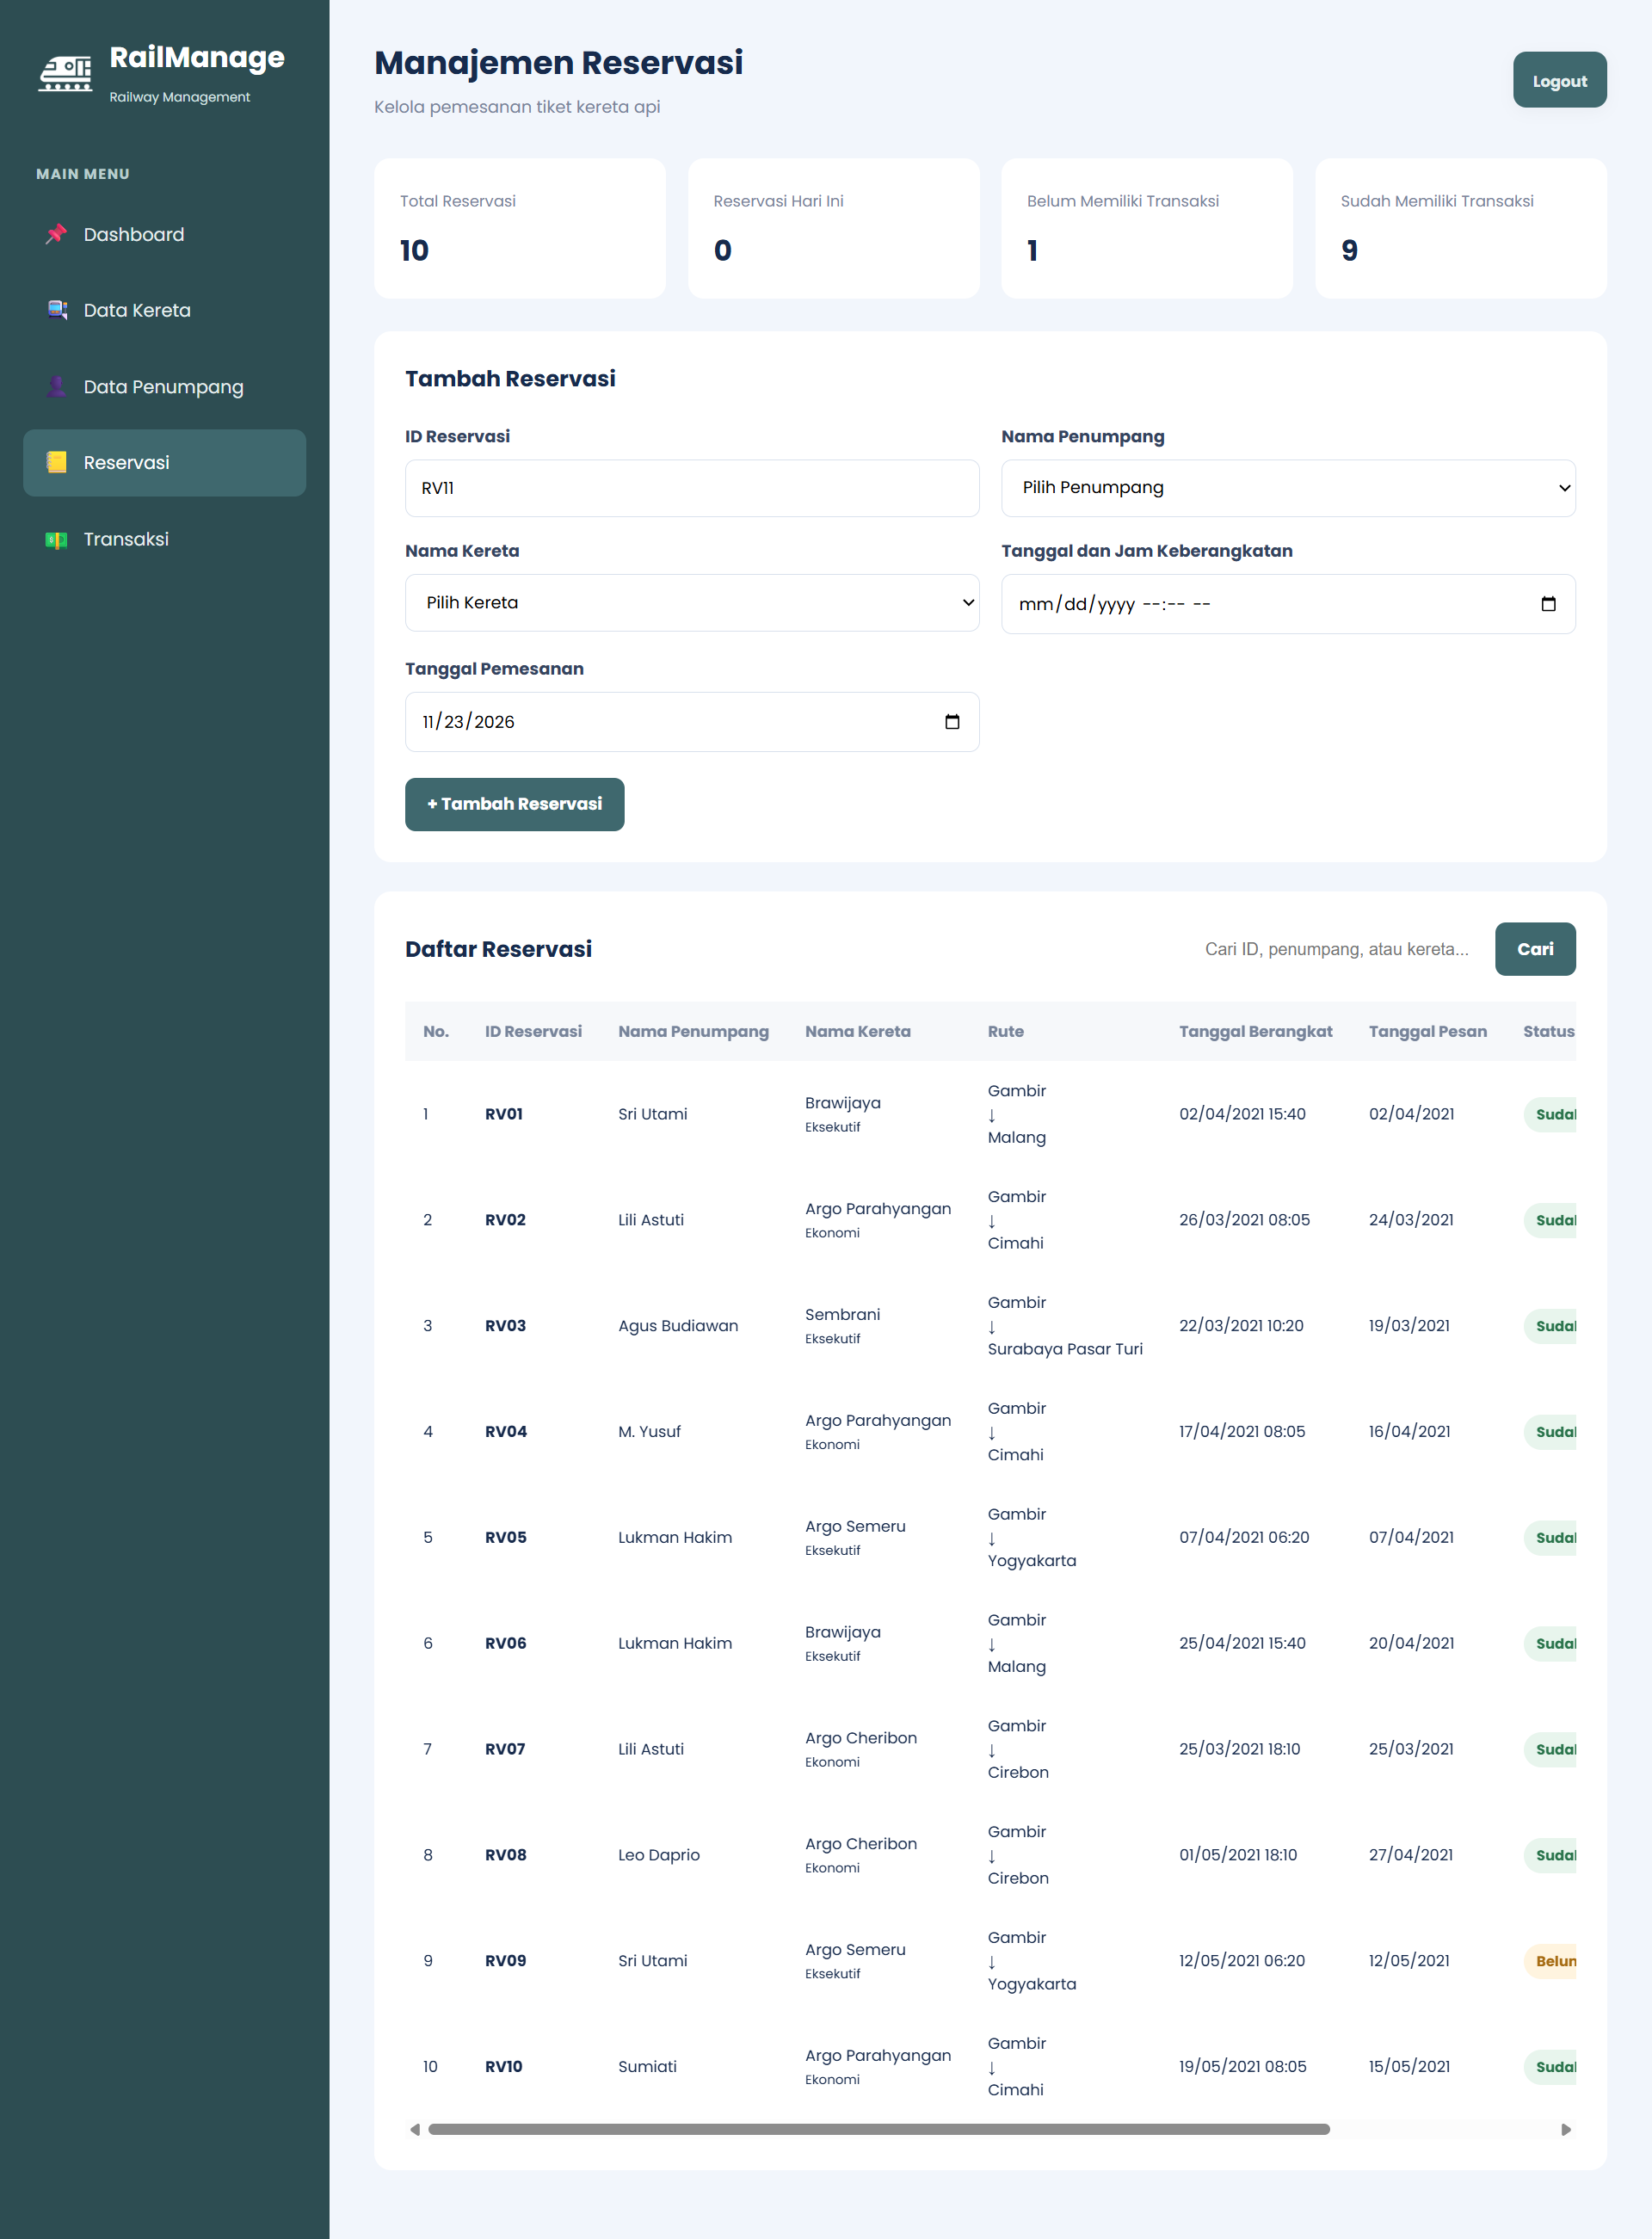 RailManage
Railway Management
MAIN MENU
Dashboard
Data Kereta
Data Penumpang
Reservasi
Transaksi
Manajemen Reservasi
Kelola pemesanan tiket kereta api
Logout
Total Reservasi
10
Reservasi Hari Ini
0
Belum Memiliki Transaksi
1
Sudah Memiliki Transaksi
9
Tambah Reservasi
ID Reservasi
RV11
Nama Penumpang
Pilih Penumpang
Nama Kereta
Pilih Kereta
Tanggal dan Jam Keberangkatan
mm/dd/yyyy --:-- --
Tanggal Pemesanan
11/23/2026
+ Tambah Reservasi
Daftar Reservasi
Cari ID, penumpang, atau kereta...
Cari
No. ID Reservasi Nama Penumpang Nama Kereta Rute Tanggal Berangkat Tanggal Pesan Status
1 RV01 Sri Utami Brawijaya Eksekutif Gambir ↓ Malang 02/04/2021 15:40 02/04/2021
2 RV02 Lili Astuti Argo Parahyangan Ekonomi Gambir ↓ Cimahi 26/03/2021 08:05 24/03/2021
3 RV03 Agus Budiawan Sembrani Eksekutif Gambir ↓ Surabaya Pasar Turi 22/03/2021 10:20 19/03/2021
4 RV04 M. Yusuf Argo Parahyangan Ekonomi Gambir ↓ Cimahi 17/04/2021 08:05 16/04/2021
5 RV05 Lukman Hakim Argo Semeru Eksekutif Gambir ↓ Yogyakarta 07/04/2021 06:20 07/04/2021
6 RV06 Lukman Hakim Brawijaya Eksekutif Gambir ↓ Malang 25/04/2021 15:40 20/04/2021
7 RV07 Lili Astuti Argo Cheribon Ekonomi Gambir ↓ Cirebon 25/03/2021 18:10 25/03/2021
8 RV08 Leo Daprio Argo Cheribon Ekonomi Gambir ↓ Cirebon 01/05/2021 18:10 27/04/2021
9 RV09 Sri Utami Argo Semeru Eksekutif Gambir ↓ Yogyakarta 12/05/2021 06:20 12/05/2021
10 RV10 Sumiati Argo Parahyangan Ekonomi Gambir ↓ Cimahi 19/05/2021 08:05 15/05/2021